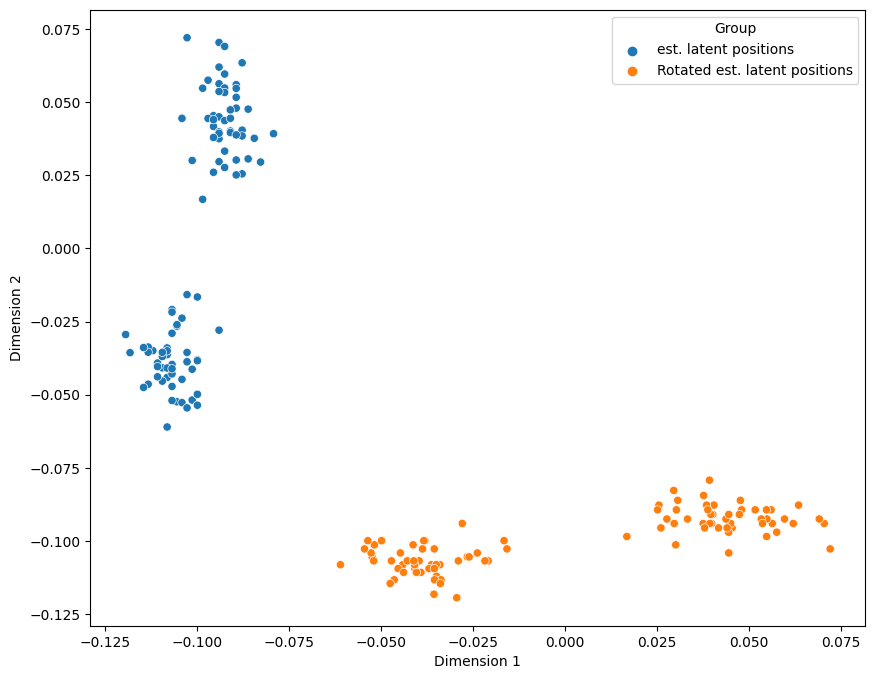 Group
est. latent positions
Rotated est. latent positions
0.075
0.050
0.025
0.000
−0.025
−0.050
−0.075
−0.100
−0.125
Dimension 2
−0.125 −0.100 −0.075 −0.050 −0.025 0.000 0.025 0.050 0.075
Dimension 1